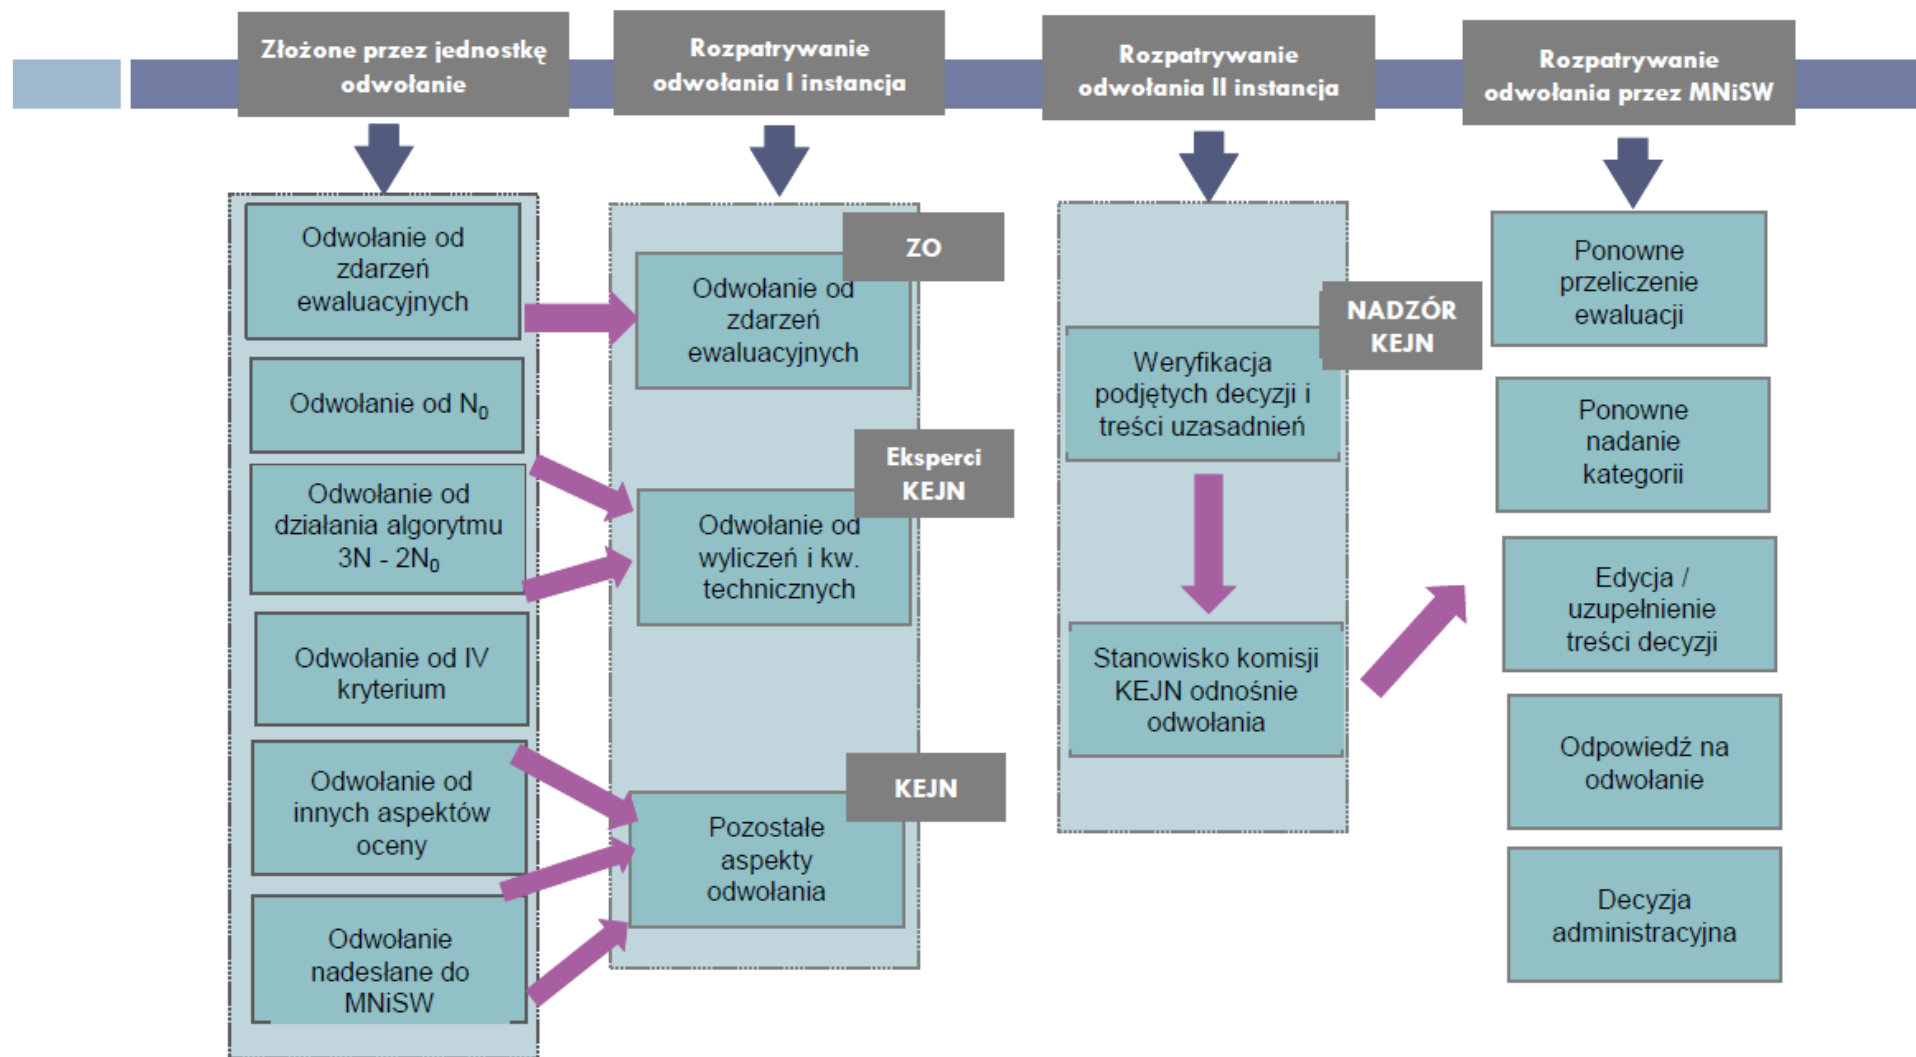 Złożone przez jednostkę
odwołanie
Rozpatrywanie
odwołania I instancja
Rozpatrywanie
odwołania II instancja
Rozpatrywanie
odwołania przez MNiSW
Odwołanie od
zdarzeń
ewaluacyjnych
Odwołanie od N₀
Odwołanie od
działania algorytmu
3N - 2N₀
Odwołanie od IV
kryterium
Odwołanie od
innych aspektów
oceny
Odwołanie
nadesłane do
MNiSW
ZO
Odwołanie od
zdarzeń
ewaluacyjnych
Eksperci
KEJN
Odwołanie od
wyliczeń i kw.
technicznych
KEJN
Pozostałe
aspekty
odwołania
NADZÓR
KEJN
Weryfikacja
podjętych decyzji i
treści uzasadnień
Stanowisko komisji
KEJN odnośnie
odwołania
Ponowne
przeliczenie
ewaluacji
Ponowne
nadanie
kategorii
Edycja /
uzupełnienie
treści decyzji
Odpowiedź na
odwołanie
Decyzja
administracyjna